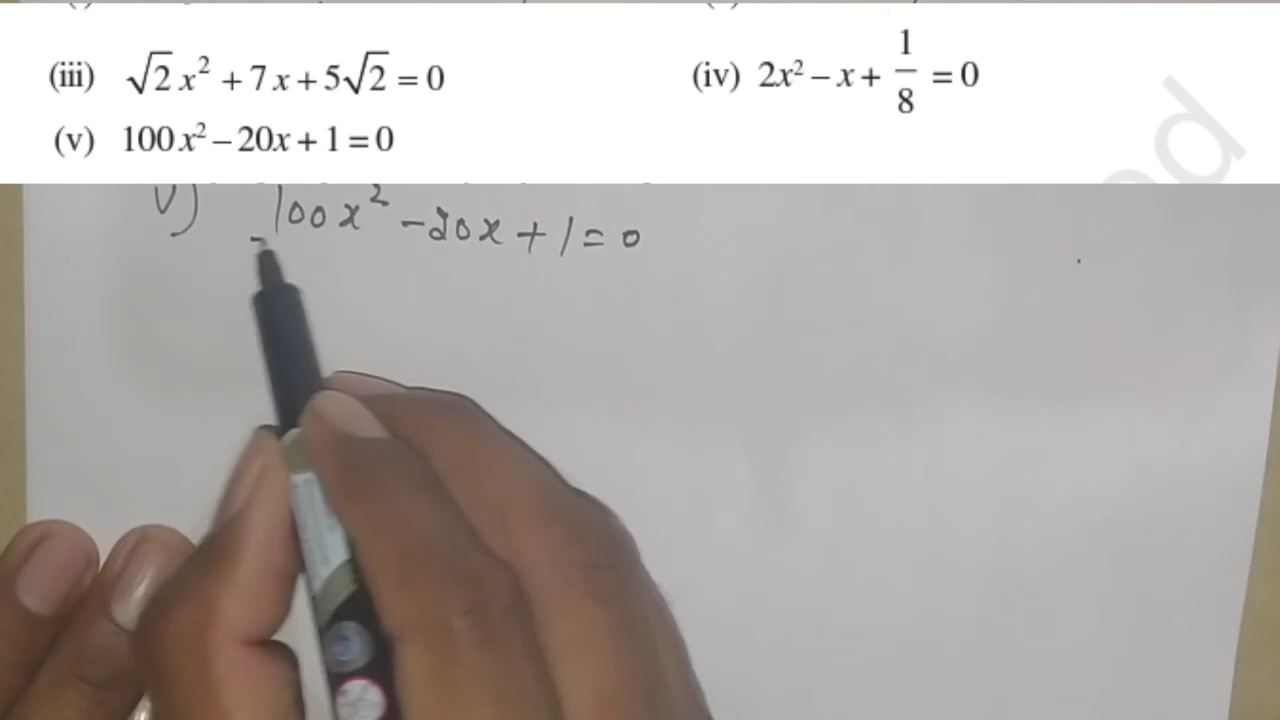 (iii) √2 x² + 7x + 5√2 = 0
(iv) 2x² – x + 1/8 = 0
(v) 100x² – 20x + 1 = 0
V) 100x² - 20x + 1 = 0